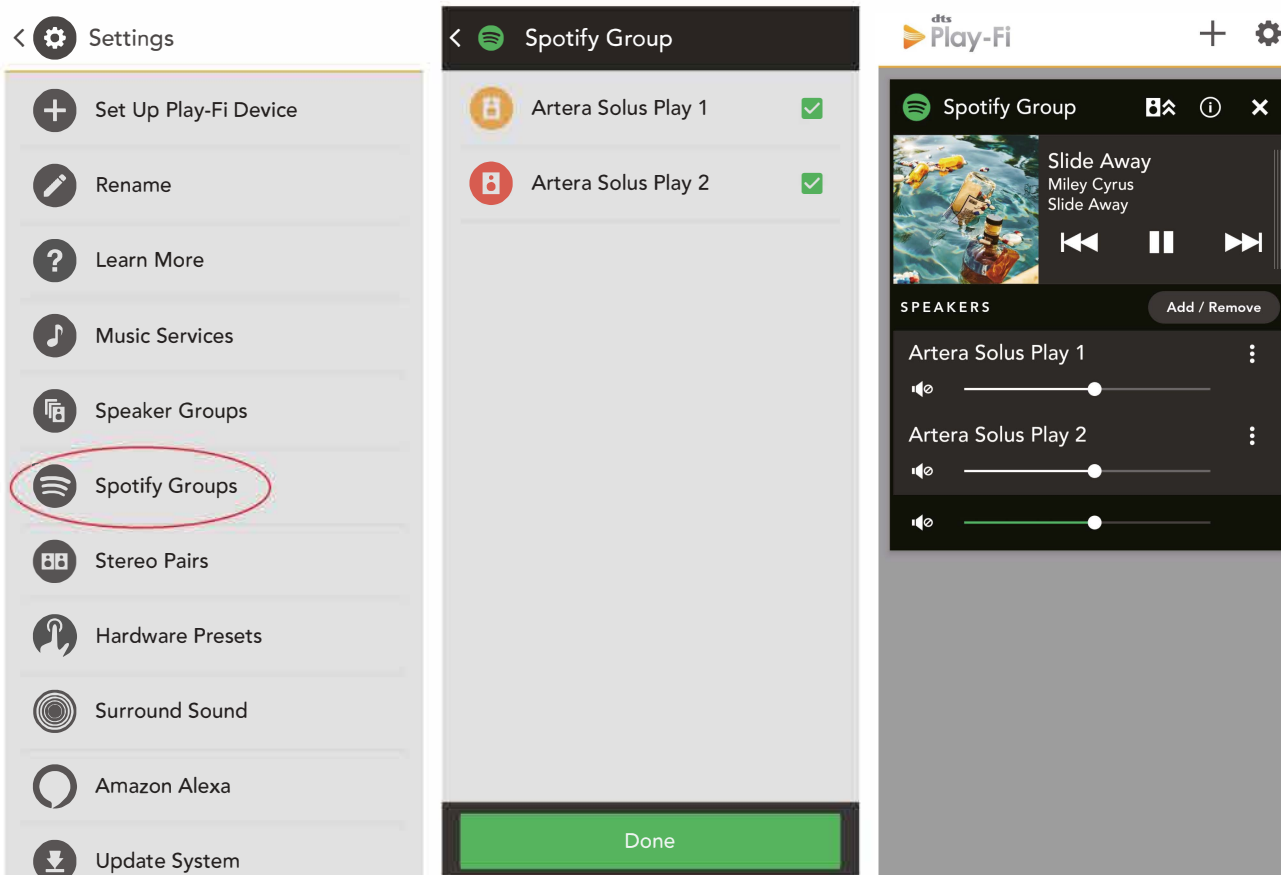 Settings
Set Up Play-Fi Device
Rename
Learn More
Music Services
Speaker Groups
Spotify Groups
Stereo Pairs
Hardware Presets
Surround Sound
Amazon Alexa
Update System
Spotify Group
Artera Solus Play 1
Artera Solus Play 2
Done
dts
Play-Fi
Spotify Group
Slide Away
Miley Cyrus
Slide Away
SPEAKERS
Add / Remove
Artera Solus Play 1
Artera Solus Play 2